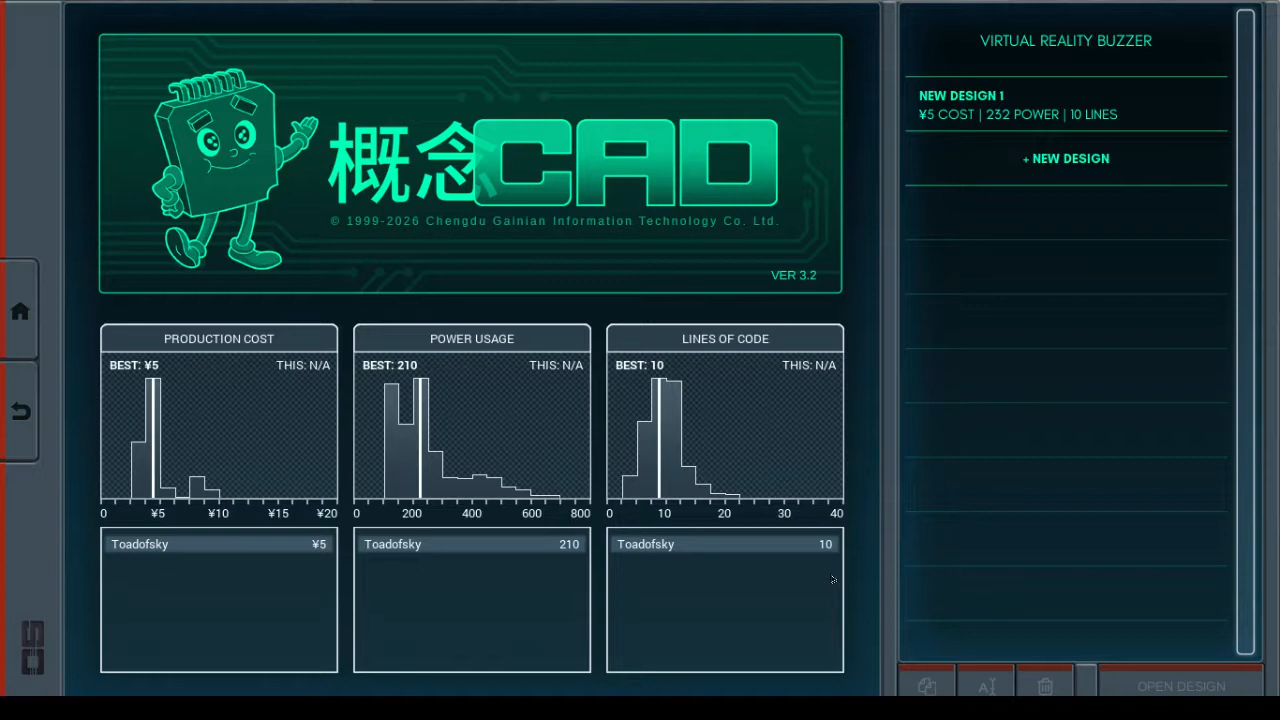 概念CAD
© 1999-2026 Chengdu Gainian Information Technology Co. Ltd.
VER 3.2
PRODUCTION COST
BEST: ¥5
THIS: N/A
0
¥5
¥10
¥15
¥20
Toadofsky
¥5
POWER USAGE
BEST: 210
THIS: N/A
0
200
400
600
800
Toadofsky
210
LINES OF CODE
BEST: 10
THIS: N/A
0
10
20
30
40
Toadofsky
10
VIRTUAL REALITY BUZZER
NEW DESIGN 1
¥5 COST | 232 POWER | 10 LINES
+ NEW DESIGN
OPEN DESIGN
A